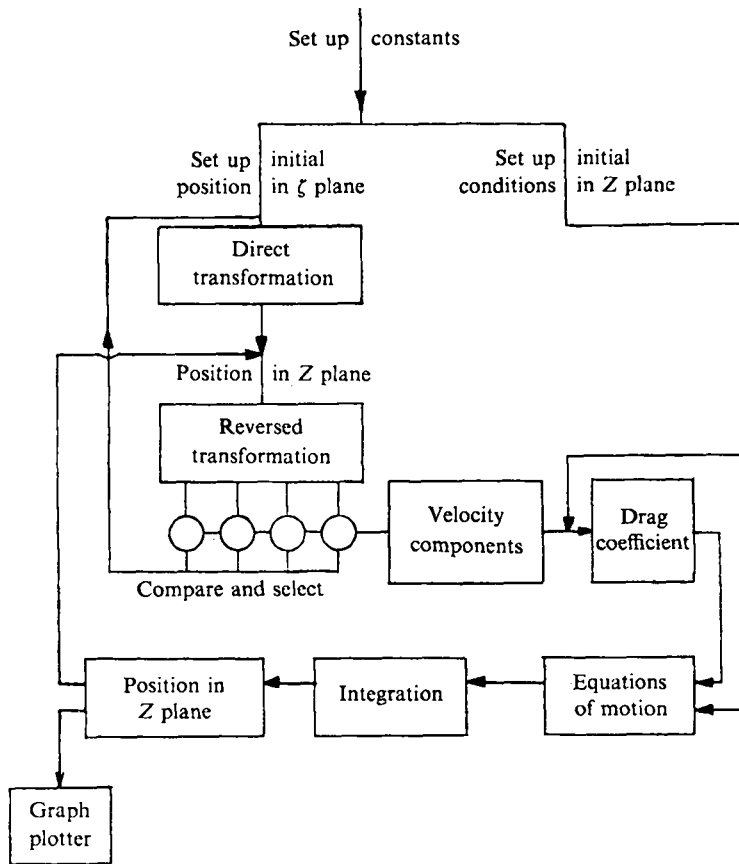 Set up constants
Set up initial
position in ζ plane
Set up initial
conditions in Z plane
Direct
transformation
Position in Z plane
Reversed
transformation
Compare and select
Velocity
components
Drag
coefficient
Equations
of motion
Integration
Position in
Z plane
Graph
plotter